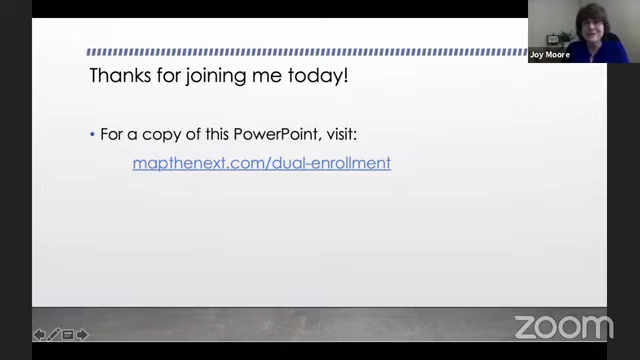 Joy Moore
Thanks for joining me today!
• For a copy of this PowerPoint, visit:
mapthenext.com/dual-enrollment
zoom